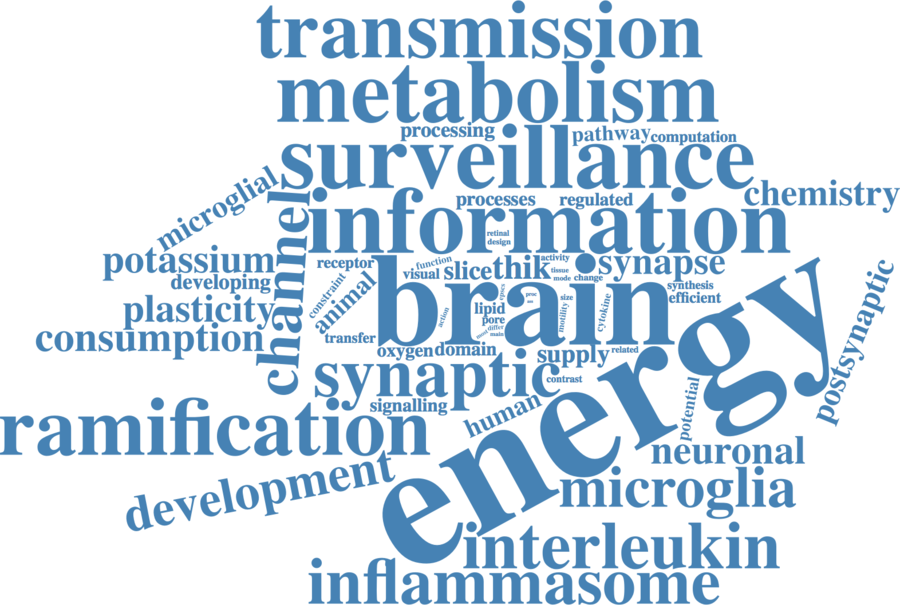 transmission
metabolism
processing
pathway
computation
surveillance
microglial
chemistry
processes
regulated
information
channel
retinal
design
potassium
receptor
function
visual
slice
thik
activity
tissue
mode
change
synapse
developing
constraint
animal
brain
synthesis
efficient
plasticity
action
lipid
pore
differ
main
size
motility
cytokine
postsynaptic
consumption
transfer
oxygen
domain
supply
related
synaptic
contrast
energy
signalling
human
potential
ramification
neuronal
development
microglia
interleukin
inflammasome